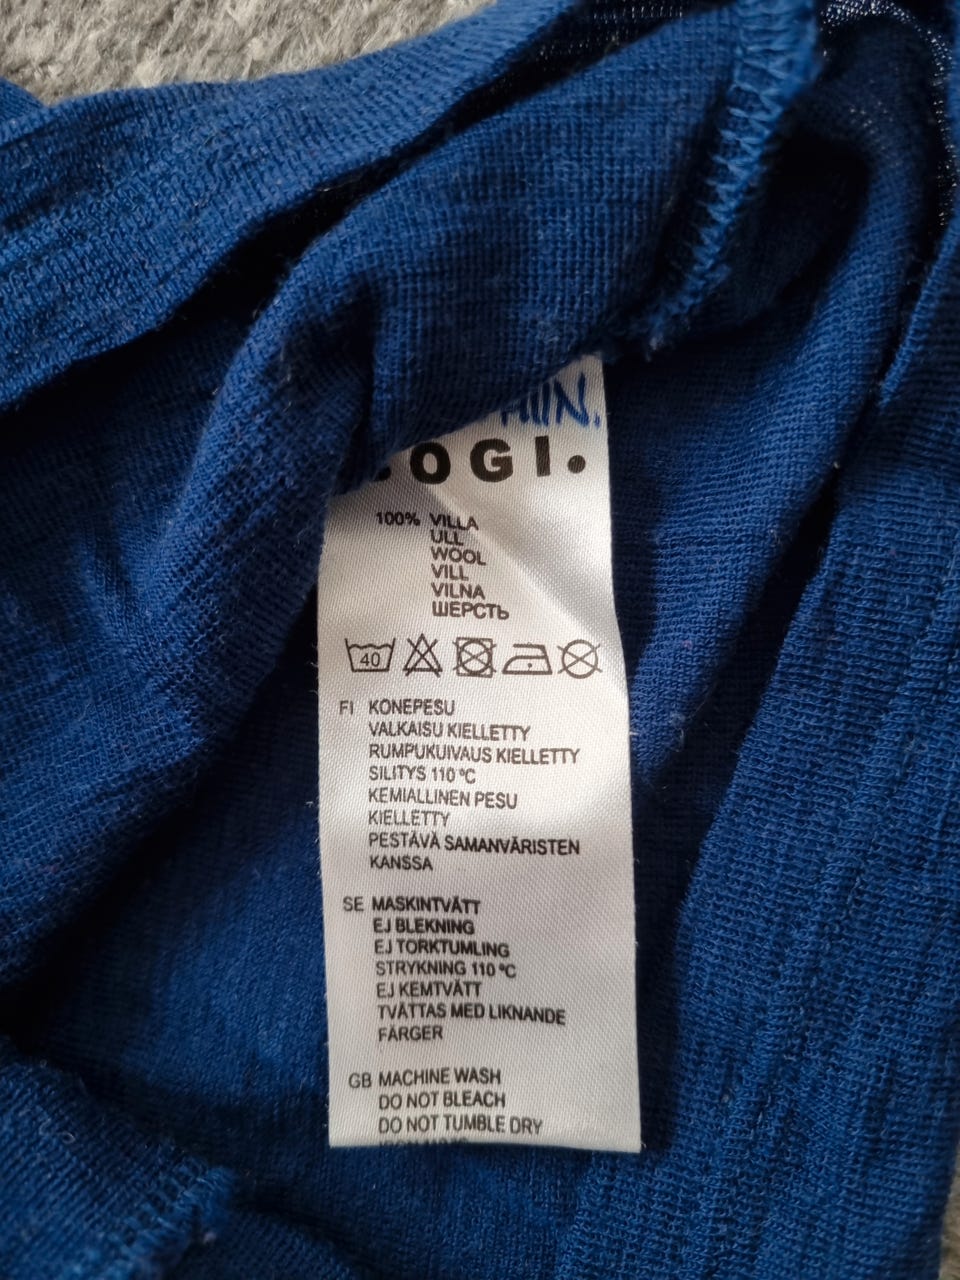 .OGI.
100% VILLA
ULL
WOOL
VILL
VILNA
ШЕРСТЬ
40
FI KONEPESU
VALKAISU KIELLETTY
RUMPUKUIVAUS KIELLETTY
SILITYS 110 °C
KEMIALLINEN PESU
KIELLETTY
PESTÄVÄ SAMANVÄRISTEN
KANSSA
SE MASKINTVÄTT
EJ BLEKNING
EJ TORKTUMLING
STRYKNING 110 °C
EJ KEMTVÄTT
TVÄTTAS MED LIKNANDE
FÄRGER
GB MACHINE WASH
DO NOT BLEACH
DO NOT TUMBLE DRY